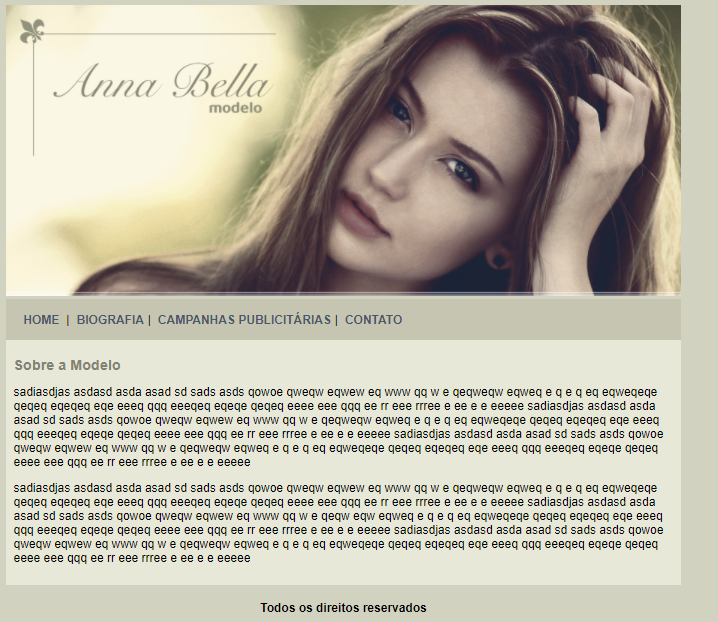 Anna Bella
modelo
HOME | BIOGRAFIA | CAMPANHAS PUBLICITÁRIAS | CONTATO
Sobre a Modelo
sadiasdjas asdasd asda asad sd sads asds qowoe qweqw eqwew eq www qq w e qeqweqw eqweq e q e q eq eqweqeqe
qeqeq eqeqeq eqe eeeq qqq eeeqeq eqeqe qeqeq eeee eee qqq ee rr eee rrree e ee e e eeeee sadiasdjas asdasd asda
asad sd sads asds qowoe qweqw eqwew eq www qq w e qeqweqw eqweq e q e q eq eqweqeqe qeqeq eqeqeq eqe eeeq
qqq eeeqeq eqeqe qeqeq eeee eee qqq ee rr eee rrree e ee e e eeeee sadiasdjas asdasd asda asad sd sads asds qowoe
qweqw eqwew eq www qq w e qeqweqw eqweq e q e q eq eqweqeqe qeqeq eqeqeq eqe eeeq qqq eeeqeq eqeqe qeqeq
eeee eee qqq ee rr eee rrree e ee e e eeeee
sadiasdjas asdasd asda asad sd sads asds qowoe qweqw eqwew eq www qq w e qeqweqw eqweq e q e q eq eqweqeqe
qeqeq eqeqeq eqe eeeq qqq eeeqeq eqeqe qeqeq eeee eee qqq ee rr eee rrree e ee e e eeeee sadiasdjas asdasd asda
asad sd sads asds qowoe qweqw eqwew eq www qq w e qeqw eqw eqweq e q e q eq eqweqeqe qeqeq eqeqeq eqe eeeq
qqq eeeqeq eqeqe qeqeq eeee eee qqq ee rr eee rrree e ee e e eeeee sadiasdjas asdasd asda asad sd sads asds qowoe
qweqw eqwew eq www qq w e qeqweqw eqweq e q e q eq eqweqeqe qeqeq eqeqeq eqe eeeq qqq eeeqeq eqeqe qeqeq
eeee eee qqq ee rr eee rrree e ee e e eeeee
Todos os direitos reservados